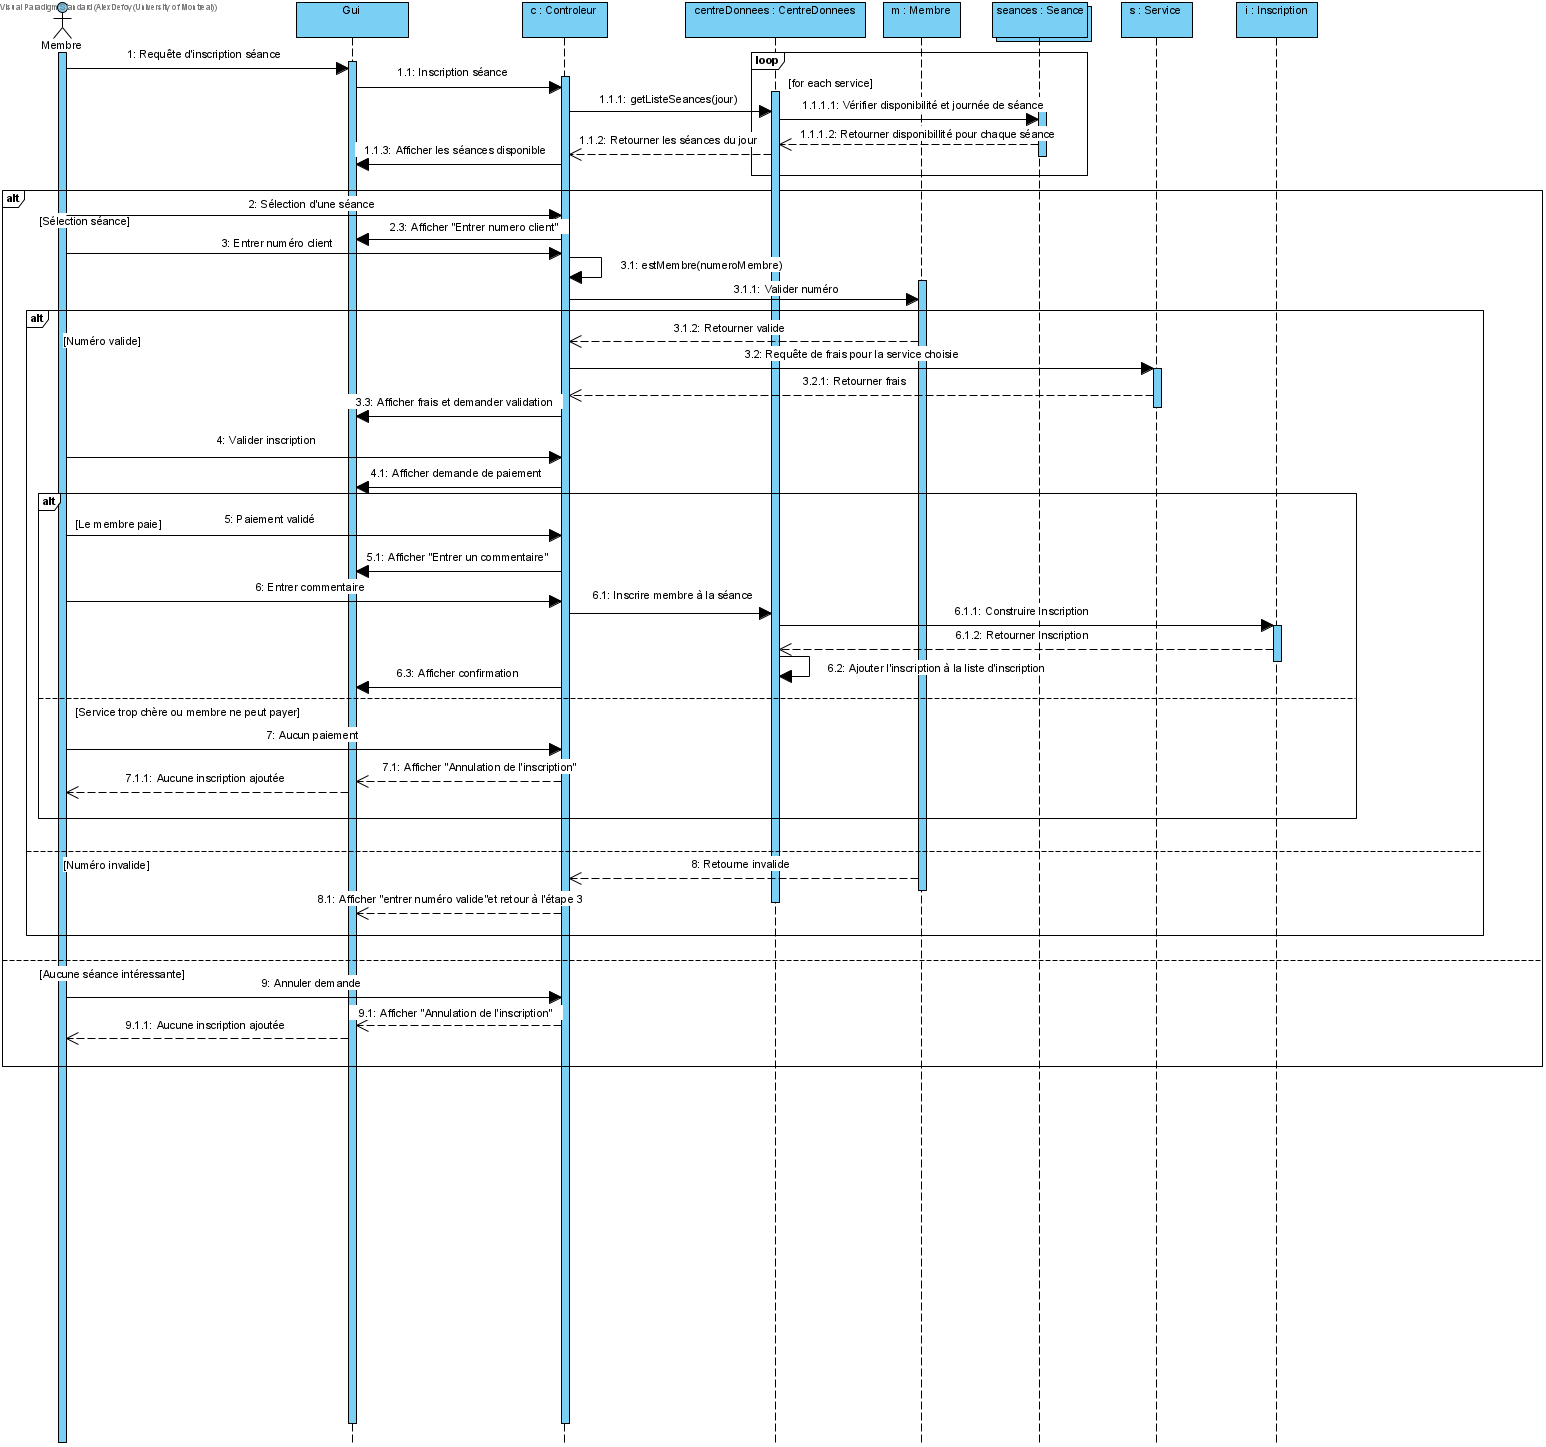 Visual Paradigm Standard (Alex Defoy (University of Montreal))
Membre
Gui
c : Controleur
centreDonnees : CentreDonnees
m : Membre
seances : Seance
s : Service
i : Inscription
1: Requête d'inscription séance
loop
1.1: Inscription séance
[for each service]
1.1.1: getListeSeances(jour)
1.1.1.1: Vérifier disponibilité et journée de séance
1.1.1.2: Retourner disponibillité pour chaque séance
1.1.2: Retourner les séances du jour
1.1.3: Afficher les séances disponible
alt
2: Sélection d'une séance
[Sélection séance]
2.3: Afficher "Entrer numero client"
3: Entrer numéro client
3.1: estMembre(numeroMembre)
3.1.1: Valider numéro
alt
3.1.2: Retourner valide
[Numéro valide]
3.2: Requête de frais pour la service choisie
3.2.1: Retourner frais
3.3: Afficher frais et demander validation
4: Valider inscription
4.1: Afficher demande de paiement
alt
5: Paiement validé
[Le membre paie]
5.1: Afficher "Entrer un commentaire"
6: Entrer commentaire
6.1: Inscrire membre à la séance
6.1.1: Construire Inscription
6.1.2: Retourner Inscription
6.2: Ajouter l'inscription à la liste d'inscription
6.3: Afficher confirmation
[Service trop chère ou membre ne peut payer]
7: Aucun paiement
7.1: Afficher "Annulation de l'inscription"
7.1.1: Aucune inscription ajoutée
[Numéro invalide]
8: Retourne invalide
8.1: Afficher "entrer numéro valide"et retour à l'étape 3
[Aucune séance intéressante]
9: Annuler demande
9.1: Afficher "Annulation de l'inscription"
9.1.1: Aucune inscription ajoutée